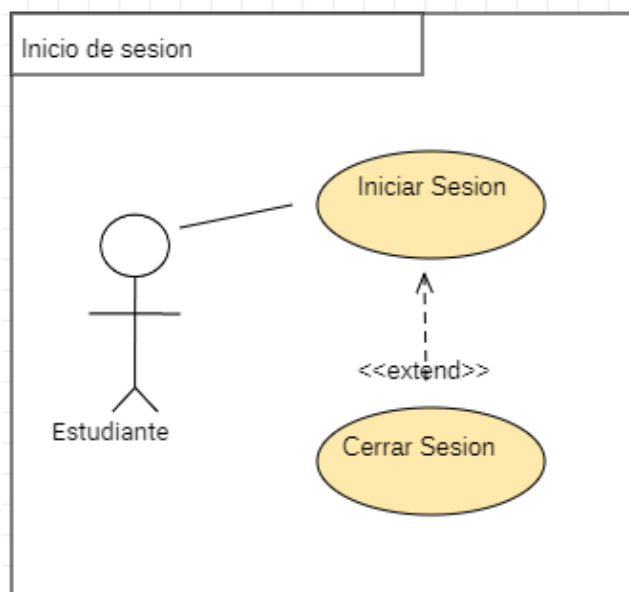 Inicio de sesion
Iniciar Sesion
<<extend>>
Estudiante
Cerrar Sesion